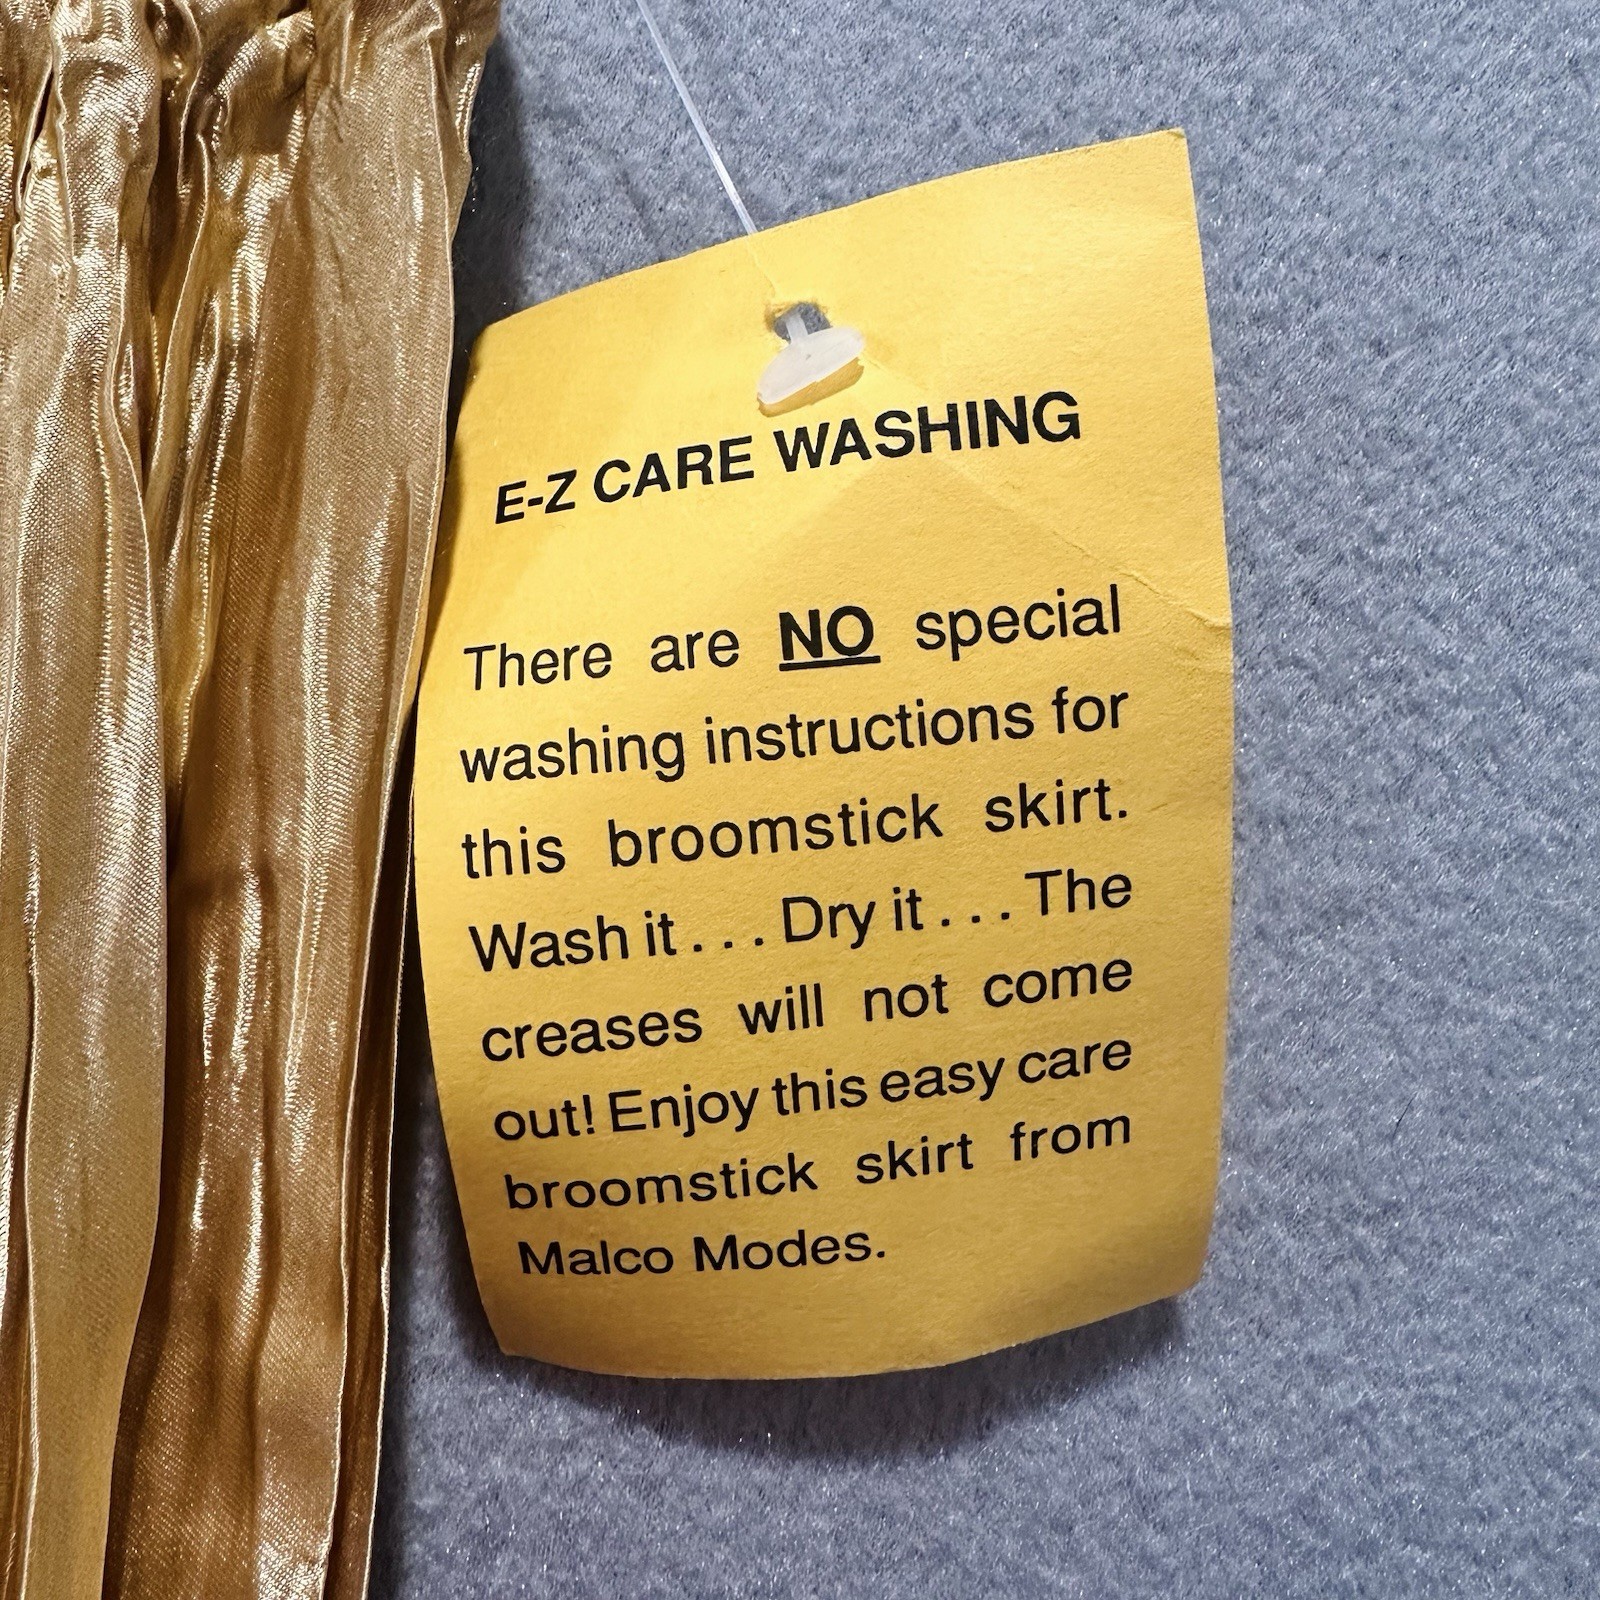 E-Z CARE WASHING
There are NO special
washing instructions for
this broomstick skirt.
Wash it . . . Dry it . . . The
creases will not come
out! Enjoy this easy care
broomstick skirt from
Malco Modes.